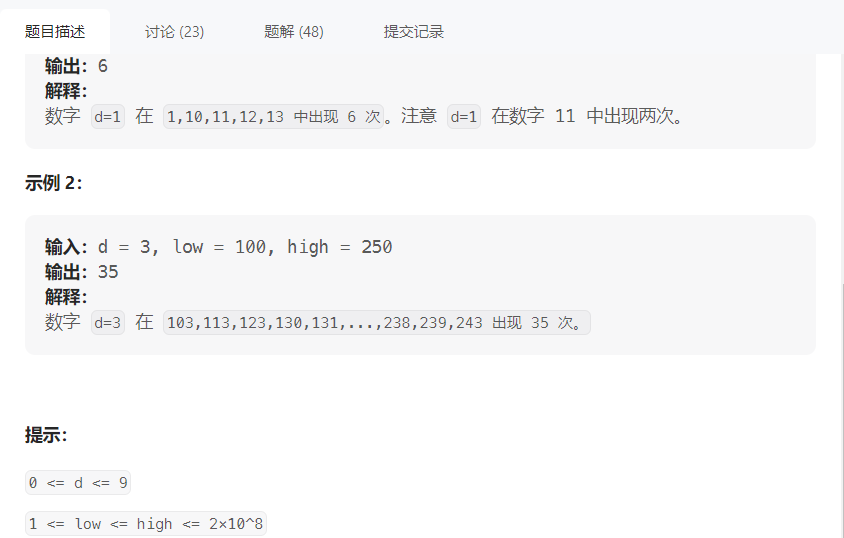 题目描述 讨论 (23) 题解 (48) 提交记录
输出: 6
解释:
数字 d=1 在 1,10,11,12,13 中出现 6 次。注意 d=1 在数字 11 中出现两次。
示例 2:
输入: d = 3, low = 100, high = 250
输出: 35
解释:
数字 d=3 在 103,113,123,130,131,...,238,239,243 出现 35 次。
提示:
0 <= d <= 9
1 <= low <= high <= 2×10^8